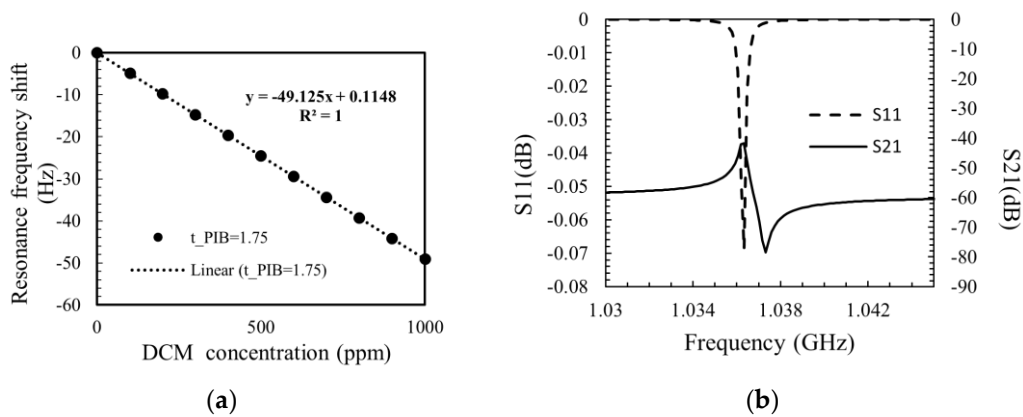 0
-10
-20
-30
-40
-50
-60
Resonance frequency shift
(Hz)
y = -49.125x + 0.1148
R² = 1
t_PIB=1.75
Linear (t_PIB=1.75)
0
500
1000
DCM concentration (ppm)
(a)
0
-0.01
-0.02
-0.03
-0.04
-0.05
-0.06
-0.07
-0.08
S11(dB)
S11
S21
0
-10
-20
-30
-40
-50
-60
-70
-80
-90
S21(dB)
1.03
1.034
1.038
1.042
Frequency (GHz)
(b)